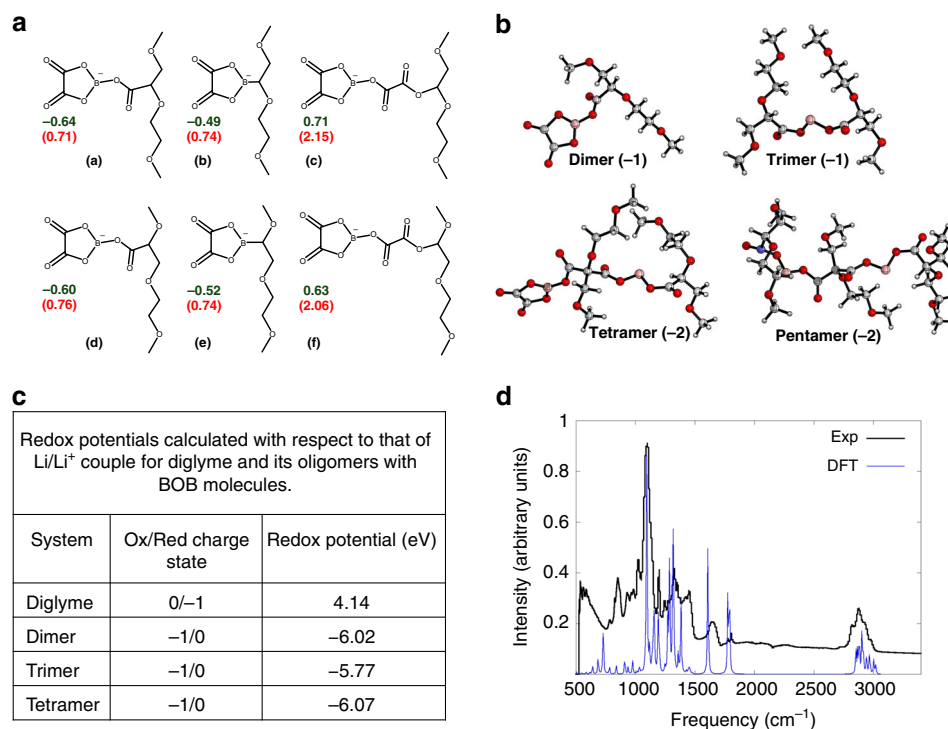 a
−0.64
(0.71)
(a)
−0.49
(0.74)
(b)
0.71
(2.15)
(c)
−0.60
(0.76)
(d)
−0.52
(0.74)
(e)
0.63
(2.06)
(f)
b
Dimer (−1)
Trimer (−1)
Tetramer (−2)
Pentamer (−2)
c
Redox potentials calculated with respect to that of
Li/Li⁺ couple for diglyme and its oligomers with
BOB molecules.
System
Ox/Red charge
state
Redox potential (eV)
Diglyme 0/−1 4.14
Dimer −1/0 −6.02
Trimer −1/0 −5.77
Tetramer −1/0 −6.07
d
1
0.8
0.6
0.4
0.2
Intensity (arbitrary units)
Exp
DFT
500 1000 1500 2000 2500 3000
Frequency (cm⁻¹)